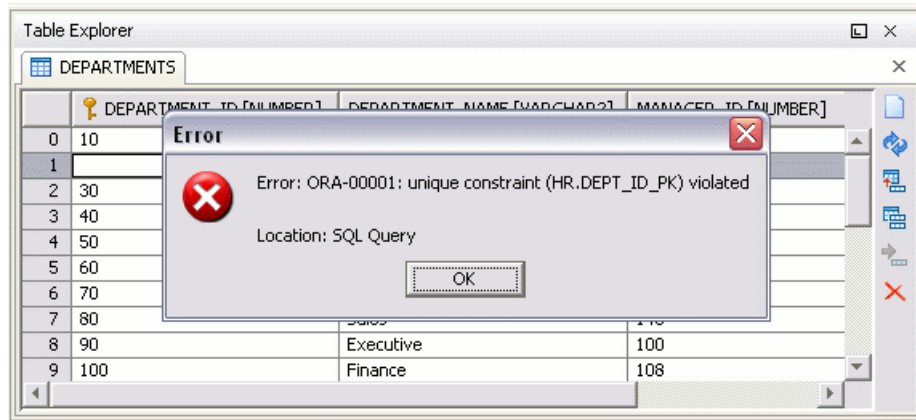 Table Explorer
DEPARTMENTS
DEPARTMENT_ID [NUMBER] DEPARTMENT_NAME [VARCHAR2] MANAGER_ID [NUMBER]
Error
0 10
1
Error: ORA-00001: unique constraint (HR.DEPT_ID_PK) violated
2 30
3 40
Location: SQL Query
4 50
5 60
OK
6 70
7 80
8 90 Executive 100
9 100 Finance 108